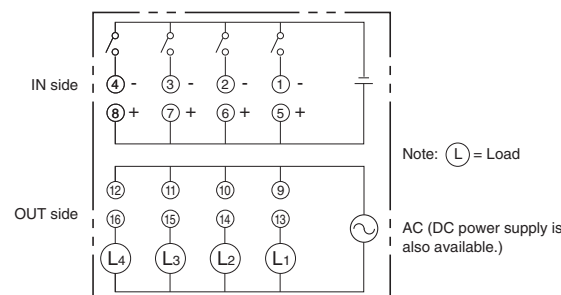 IN side
4 - 3 - 2 - 1 -
8 + 7 + 6 + 5 +
Note: L = Load
12 11 10 9
OUT side
16 15 14 13
L4 L3 L2 L1
AC (DC power supply is
also available.)